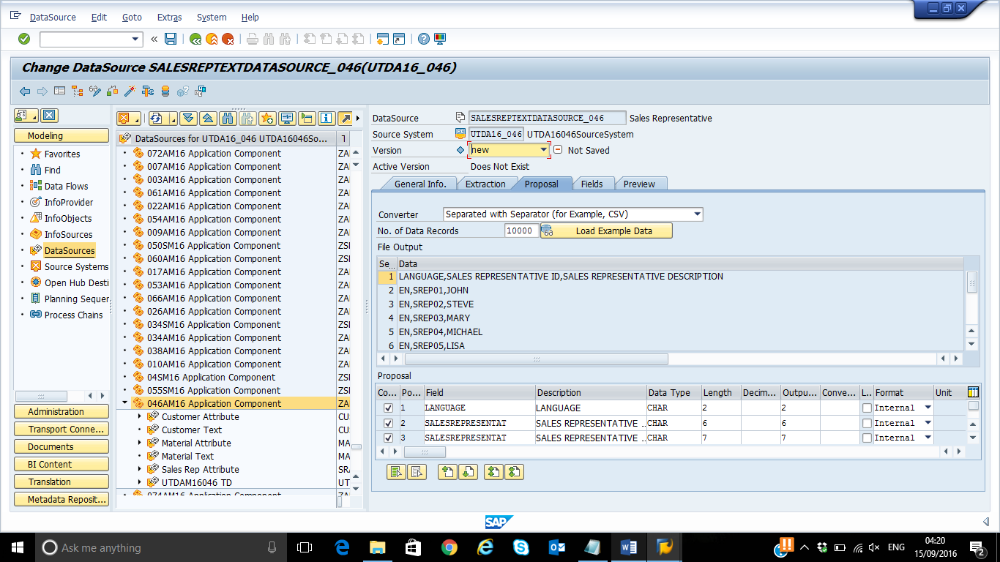 DataSource Edit Goto Extras System Help
Change DataSource SALESREPTEXTDATASOURCE_046(UTDA16_046)
Modeling
Favorites
Find
Data Flows
InfoProvider
InfoObjects
InfoSources
DataSources
Source Systems
Open Hub Desti
Planning Sequer
Process Chains
Administration
Transport Conne...
Documents
BI Content
Translation
Metadata Reposit...
DataSources for UTDA16_046 UTDA16046So... T
072AM16 Application Component ZA
007AM16 Application Component ZA
003AM16 Application Component ZA
061AM16 Application Component ZA
022AM16 Application Component ZA
054AM16 Application Component ZA
009AM16 Application Component ZA
050SM16 Application Component ZS
060AM16 Application Component ZA
017AM16 Application Component ZA
053AM16 Application Component ZA
066AM16 Application Component ZA
026AM16 Application Component ZA
034SM16 Application Component ZS
034AM16 Application Component ZA
038AM16 Application Component ZA
010AM16 Application Component ZA
04SM16 Application Component ZS
055SM16 Application Component ZS
046AM16 Application Component ZA
Customer Attribute CU
Customer Text CU
Material Attribute MA
Material Text MA
Sales Rep Attribute SR
UTDAM16046 TD UT
074AM16 Application Component ZA
DataSource SALESREPTEXTDATASOURCE_046 Sales Representative
Source System UTDA16_046 UTDA16046SourceSystem
Version new Not Saved
Active Version Does Not Exist
General Info. Extraction Proposal Fields Preview
Converter Separated with Separator (for Example, CSV)
No. of Data Records 10000 Load Example Data
File Output
Se... Data
1 LANGUAGE,SALES REPRESENTATIVE ID,SALES REPRESENTATIVE DESCRIPTION
2 EN,SREP01,JOHN
3 EN,SREP02,STEVE
4 EN,SREP03,MARY
5 EN,SREP04,MICHAEL
6 EN,SREP05,LISA
Proposal
Co... Po... Field Description Data Type Length Decim... Outpu... Conve... L.. Format Unit
1 LANGUAGE LANGUAGE CHAR 2 2 Internal
2 SALESREPRESENTAT SALES REPRESENTATIVE ... CHAR 6 6 Internal
3 SALESREPRESENTAT SALES REPRESENTATIVE ... CHAR 7 7 Internal
SAP
Ask me anything
ENG
04:20
15/09/2016
2